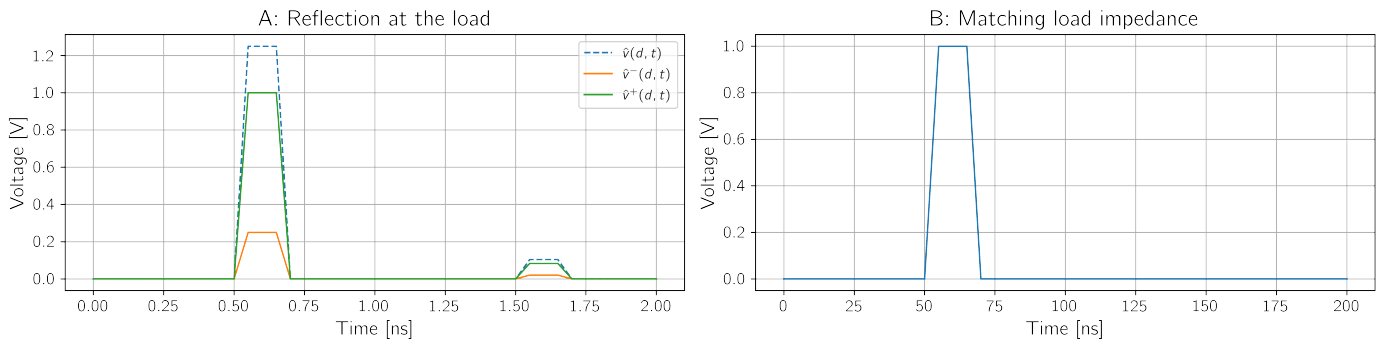 A: Reflection at the load
Voltage [V]
1.2
1.0
0.8
0.6
0.4
0.2
0.0
v̂(d, t)
v̂⁻(d, t)
v̂⁺(d, t)
0.00 0.25 0.50 0.75 1.00 1.25 1.50 1.75 2.00
Time [ns]
B: Matching load impedance
Voltage [V]
1.0
0.8
0.6
0.4
0.2
0.0
0 25 50 75 100 125 150 175 200
Time [ns]